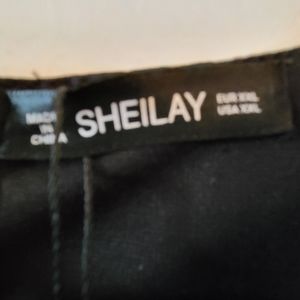 MADE
IN
CHINA
SHEILAY
EUR XXL
USA XXL